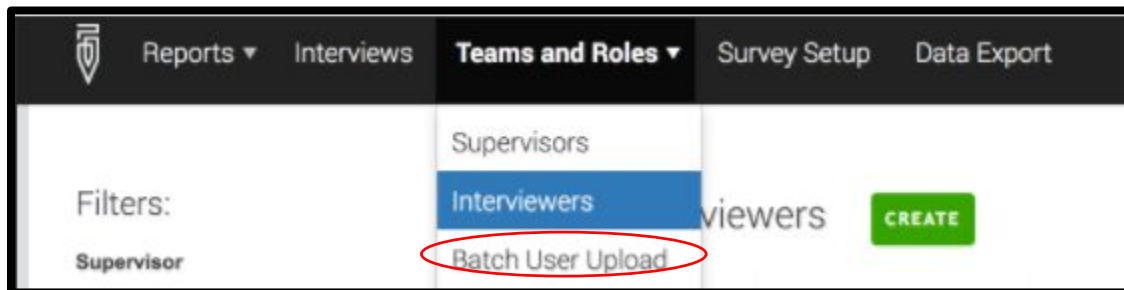 Reports ▾ Interviews Teams and Roles ▾ Survey Setup Data Export
Supervisors
Filters:
Interviewers
viewers CREATE
Supervisor
Batch User Upload